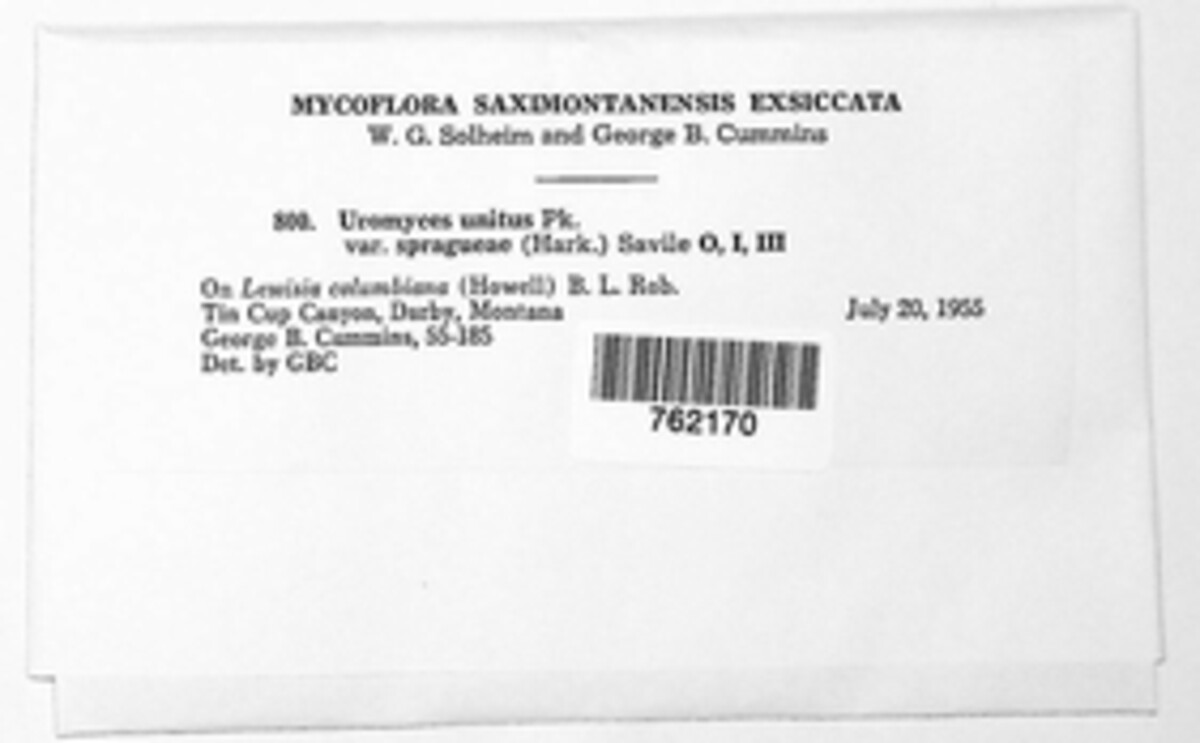 MYCOFLORA SAXIMONTANENSIS EXSICCATA
W. G. Solheim and George B. Cummins
800. Uromyces unitus Pk.
var. spragueae (Hark.) Savile O, I, III
On Lewisia columbiana (Howell) B. L. Rob.
Tin Cup Canyon, Darby, Montana July 20, 1955
George B. Cummins, 55-185
Det. by GBC
762170